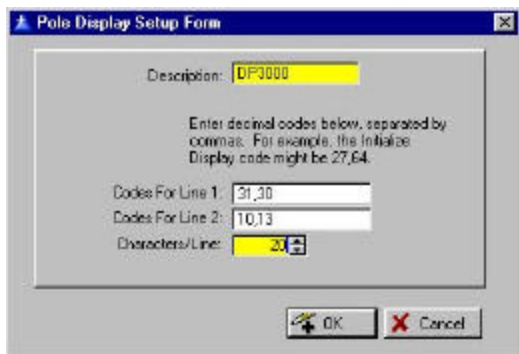 Pole Display Setup Form
Description: DP3000
Enter decimal codes below, separated by
commas. For example, the Initialize
Display code might be 27,64.
Codes For Line 1: 31,30
Codes For Line 2: 10,13
Characters/Line: 20
OK Cancel